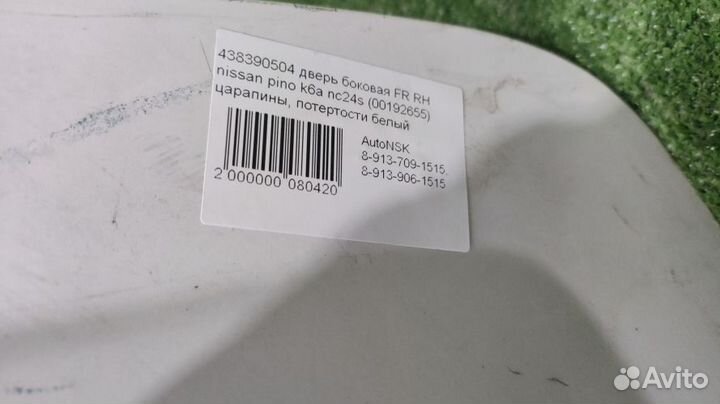 438390504 дверь боковая FR RH
nissan pino k6a nc24s (00192655)
царапины, потертости белый
AutoNSK
8-913-709-1515,
8-913-906-1515
2 000000 080420
Avito